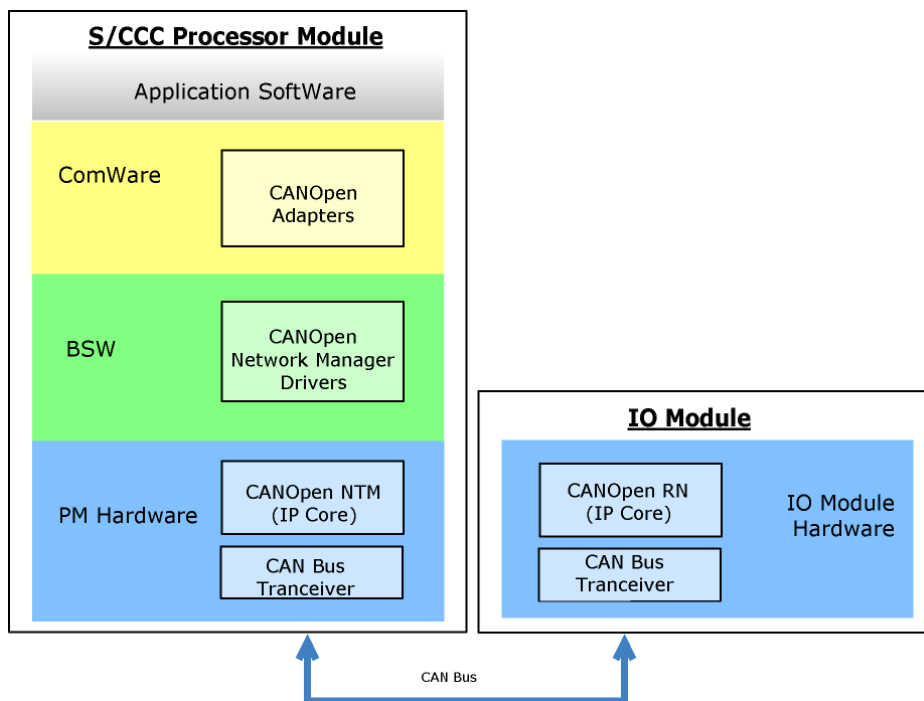 S/CCC Processor Module
Application SoftWare
ComWare
CANOpen
Adapters
BSW
CANOpen
Network Manager
Drivers
PM Hardware
CANOpen NTM
(IP Core)
CAN Bus
Tranceiver
IO Module
CANOpen RN
(IP Core)
IO Module
Hardware
CAN Bus
Tranceiver
CAN Bus